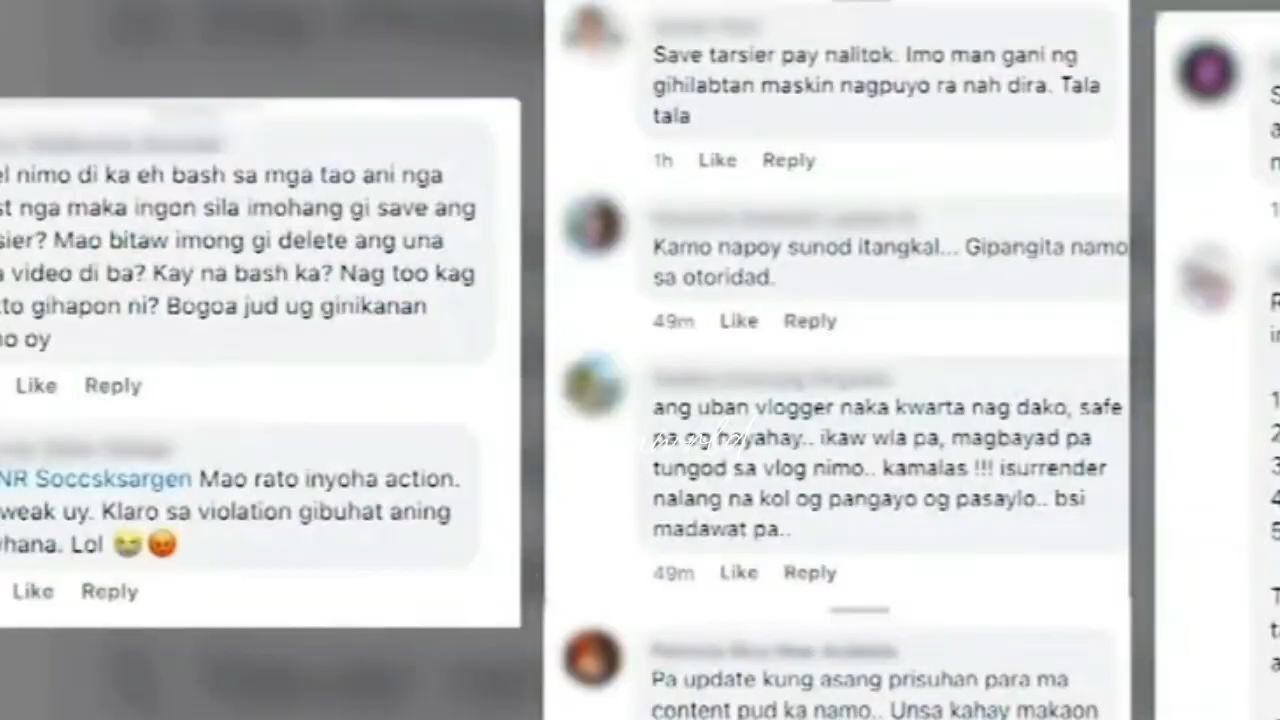 el nimo di ka eh bash sa mga tao ani nga
st nga maka ingon sila imohang gi save ang
sier? Mao bitaw imong gi delete ang una
a video di ba? Kay na bash ka? Nag too kag
to gihapon ni? Bogoa jud ug ginikanan
o oy
Like Reply
NR Soccsksargen Mao rato inyoha action.
weak uy. Klaro sa violation gibuhat aning
hana. Lol 😭😡
Like Reply
Save tarsier pay nalitok. Imo man gani ng
gihilabtan maskin nagpuyo ra nah dira. Tala
tala
1h Like Reply
Kamo napoy sunod itangkal... Gipangita namo
sa otoridad.
49m Like Reply
ang uban vlogger naka kwarta nag dako, safe
pa og hayahay.. ikaw wla pa, magbayad pa
tungod sa vlog nimo.. kamalas !!! isurrender
nalang na kol og pangayo og pasaylo.. bsi
madawat pa..
49m Like Reply
Pa update kung asang prisuhan para ma
content pud ka namo.. Unsa kahay makaon
S
a
R
1
2
3
4
5
T
t
a